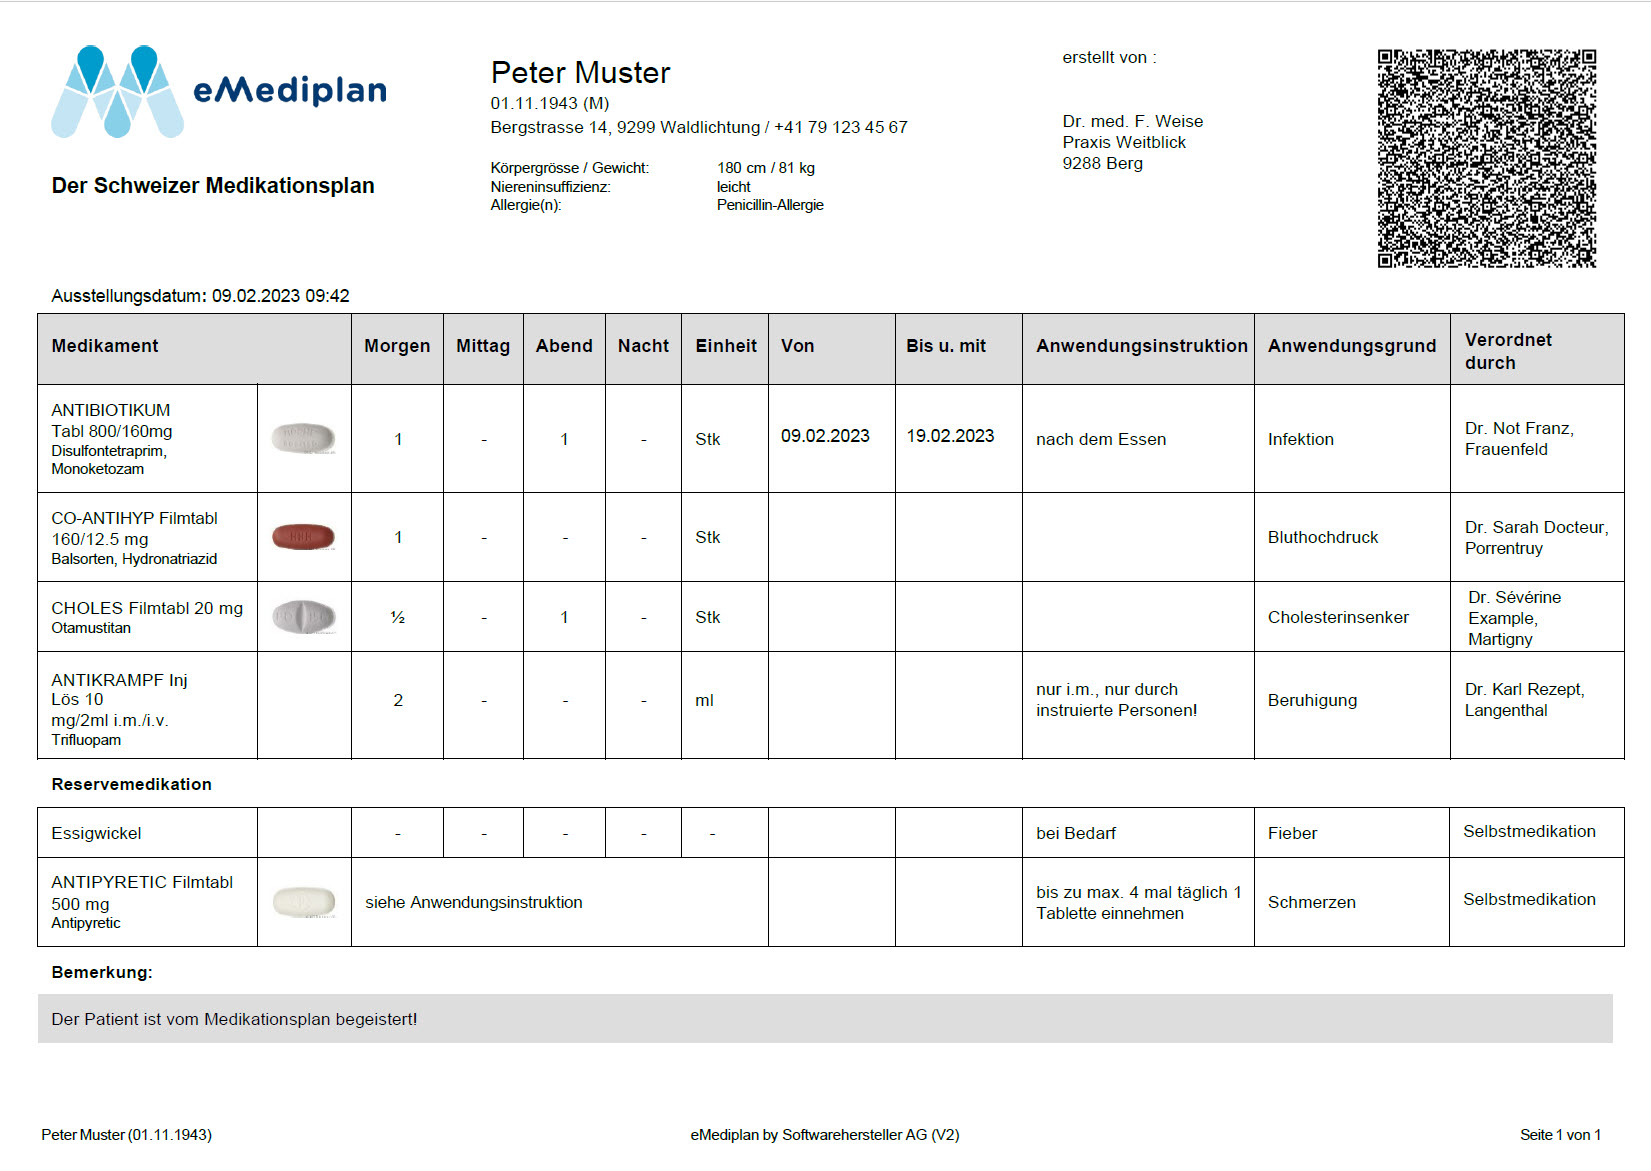 eMediplan
Der Schweizer Medikationsplan
Peter Muster
01.11.1943 (M)
Bergstrasse 14, 9299 Waldlichtung / +41 79 123 45 67
Körpergrösse / Gewicht: 180 cm / 81 kg
Niereninsuffizienz: leicht
Allergie(n): Penicillin-Allergie
erstellt von :
Dr. med. F. Weise
Praxis Weitblick
9288 Berg
Ausstellungsdatum: 09.02.2023 09:42
Medikament Morgen Mittag Abend Nacht Einheit Von Bis u. mit Anwendungsinstruktion Anwendungsgrund Verordnet
durch
ANTIBIOTIKUM
Tabl 800/160mg
Disulfontetraprim,
Monoketozam
1 - 1 - Stk 09.02.2023 19.02.2023 nach dem Essen Infektion
Dr. Not Franz,
Frauenfeld
CO-ANTIHYP Filmtabl
160/12.5 mg
Balsorten, Hydronatriazid
1 - - - Stk Bluthochdruck
Dr. Sarah Docteur,
Porrentruy
CHOLES Filmtabl 20 mg
Otamustitan
½ - 1 - Stk Cholesterinsenker
Dr. Sévérine
Example,
Martigny
ANTIKRAMPF Inj
Lös 10
mg/2ml i.m./i.v.
Trifluopam
2 - - - ml
nur i.m., nur durch
instruierte Personen!
Beruhigung
Dr. Karl Rezept,
Langenthal
Reservemedikation
Essigwickel - - - - - bei Bedarf Fieber Selbstmedikation
ANTIPYRETIC Filmtabl
500 mg
Antipyretic
siehe Anwendungsinstruktion
bis zu max. 4 mal täglich 1
Tablette einnehmen
Schmerzen
Selbstmedikation
Bemerkung:
Der Patient ist vom Medikationsplan begeistert!
Peter Muster (01.11.1943) eMediplan by Softwarehersteller AG (V2) Seite 1 von 1